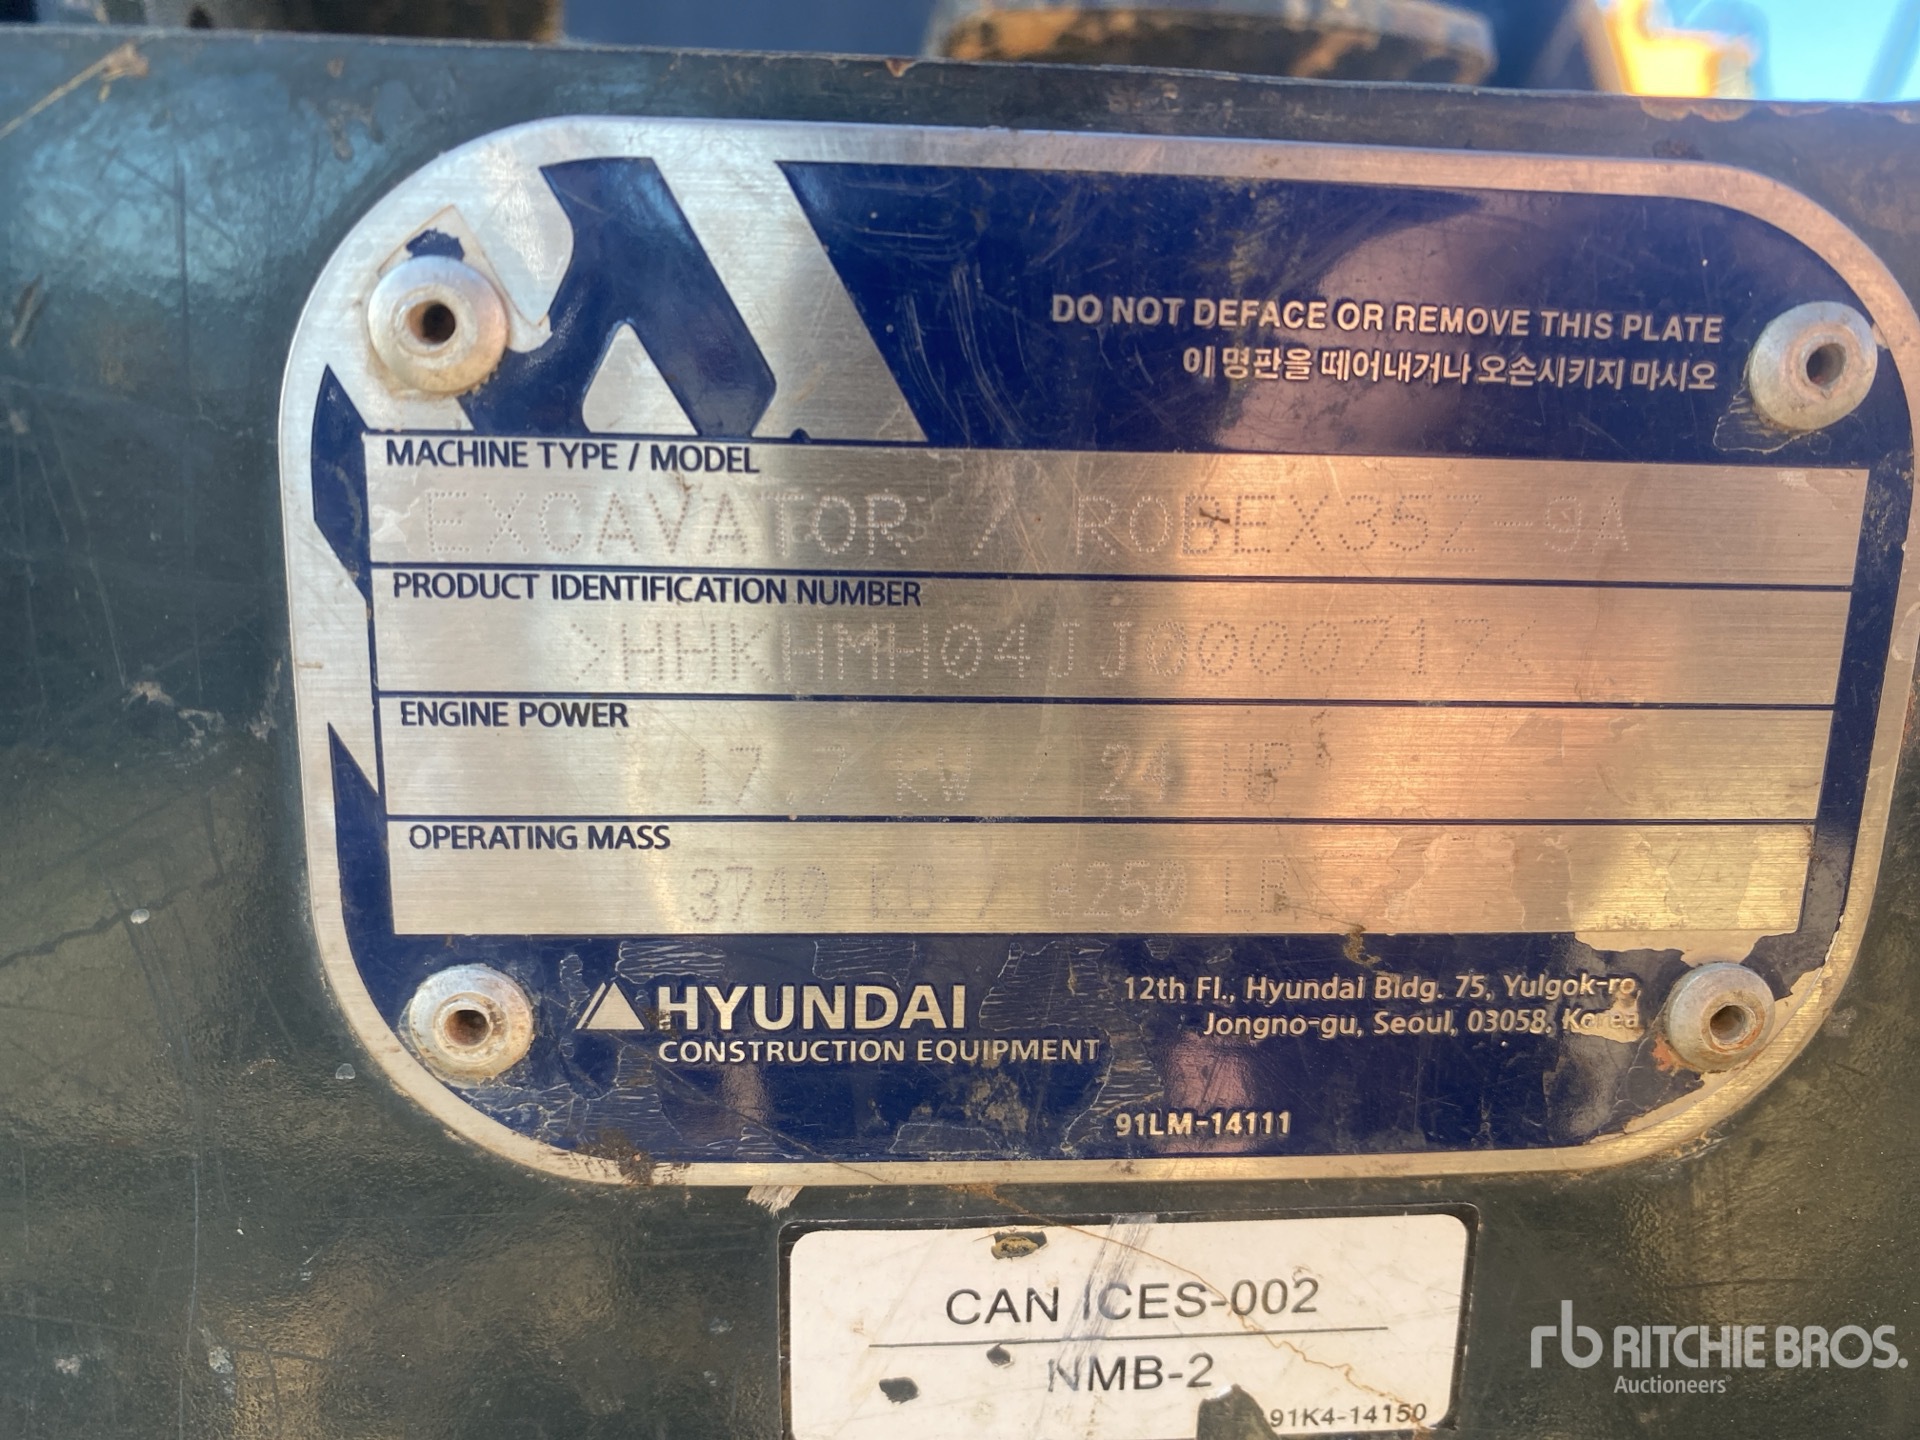 DO NOT DEFACE OR REMOVE THIS PLATE
이 명판을 떼어내거나 오손시키지 마시오
MACHINE TYPE / MODEL
EXCAVATOR / ROBEX35Z-9A
PRODUCT IDENTIFICATION NUMBER
>HHKHMH04JJ0000717<
ENGINE POWER
17.7 KW / 24 HP
OPERATING MASS
3740 KG / 8250 LB
HYUNDAI
CONSTRUCTION EQUIPMENT
12th Fl., Hyundai Bldg. 75, Yulgok-ro,
Jongno-gu, Seoul, 03058, Korea
91LM-14111
CAN ICES-002
NMB-2
91K4-14150
rb RITCHIE BROS.
Auctioneers